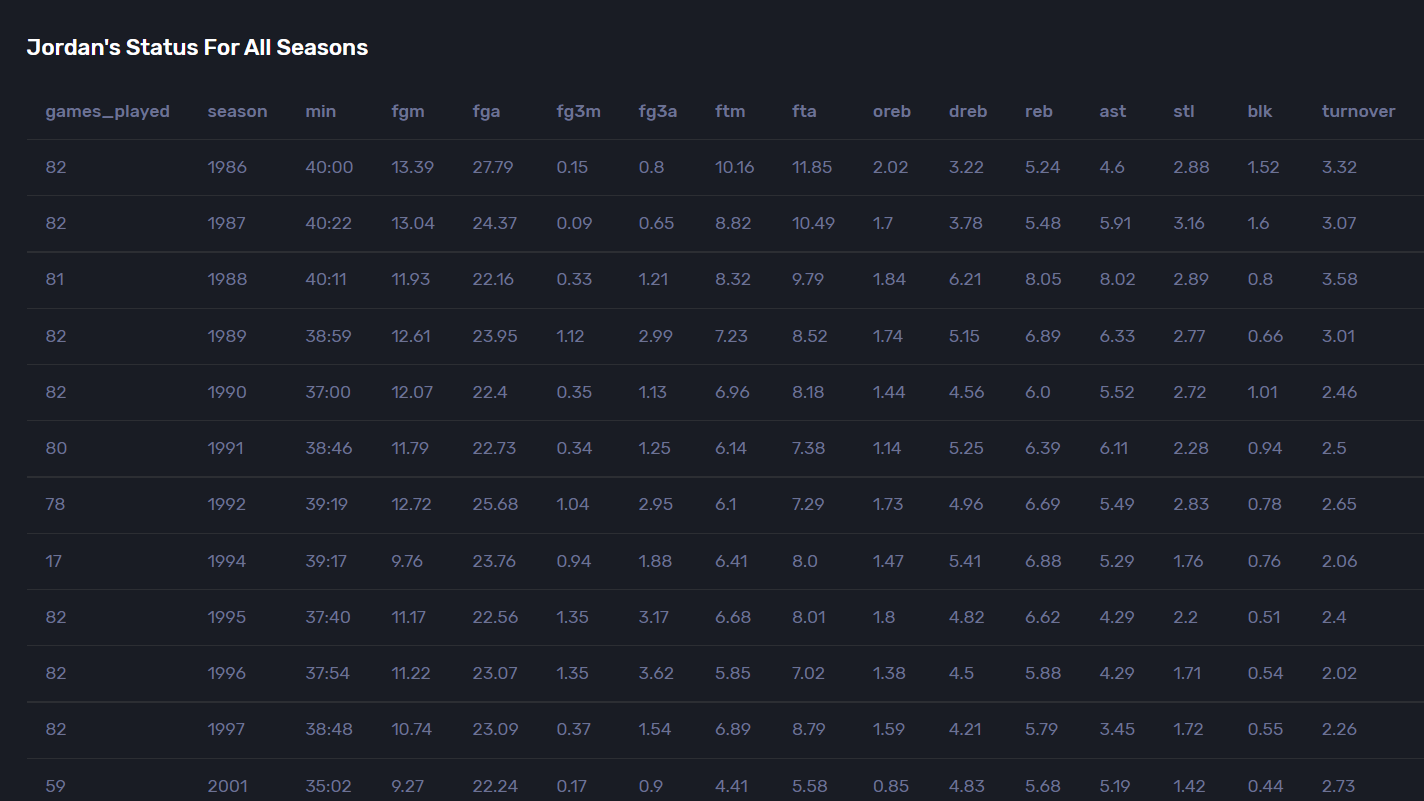 Jordan's Status For All Seasons
games_played season min fgm fga fg3m fg3a ftm fta oreb dreb reb ast stl blk turnover
82 1986 40:00 13.39 27.79 0.15 0.8 10.16 11.85 2.02 3.22 5.24 4.6 2.88 1.52 3.32
82 1987 40:22 13.04 24.37 0.09 0.65 8.82 10.49 1.7 3.78 5.48 5.91 3.16 1.6 3.07
81 1988 40:11 11.93 22.16 0.33 1.21 8.32 9.79 1.84 6.21 8.05 8.02 2.89 0.8 3.58
82 1989 38:59 12.61 23.95 1.12 2.99 7.23 8.52 1.74 5.15 6.89 6.33 2.77 0.66 3.01
82 1990 37:00 12.07 22.4 0.35 1.13 6.96 8.18 1.44 4.56 6.0 5.52 2.72 1.01 2.46
80 1991 38:46 11.79 22.73 0.34 1.25 6.14 7.38 1.14 5.25 6.39 6.11 2.28 0.94 2.5
78 1992 39:19 12.72 25.68 1.04 2.95 6.1 7.29 1.73 4.96 6.69 5.49 2.83 0.78 2.65
17 1994 39:17 9.76 23.76 0.94 1.88 6.41 8.0 1.47 5.41 6.88 5.29 1.76 0.76 2.06
82 1995 37:40 11.17 22.56 1.35 3.17 6.68 8.01 1.8 4.82 6.62 4.29 2.2 0.51 2.4
82 1996 37:54 11.22 23.07 1.35 3.62 5.85 7.02 1.38 4.5 5.88 4.29 1.71 0.54 2.02
82 1997 38:48 10.74 23.09 0.37 1.54 6.89 8.79 1.59 4.21 5.79 3.45 1.72 0.55 2.26
59 2001 35:02 9.27 22.24 0.17 0.9 4.41 5.58 0.85 4.83 5.68 5.19 1.42 0.44 2.73